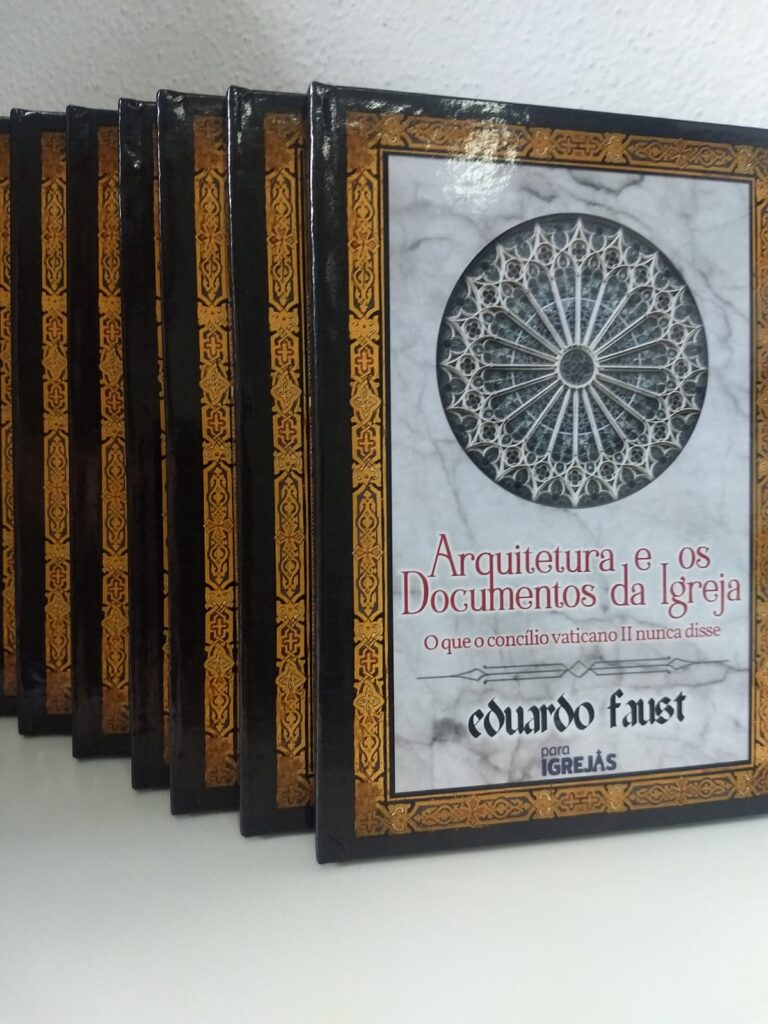 Arquitetura e os
Documentos da Igreja
O que o concílio vaticano II nunca disse
eduardo faust
para
IGREJAS